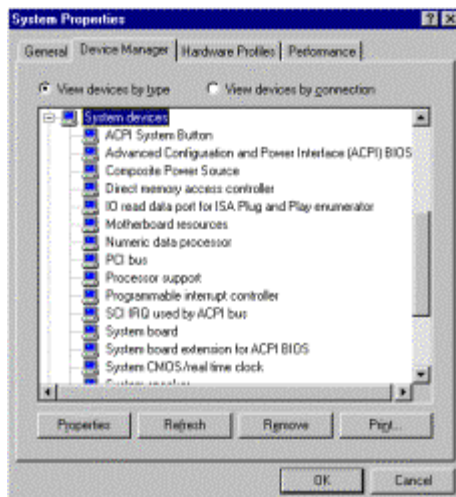 System Properties
General
Device Manager
Hardware Profiles
Performance
View devices by type
View devices by connection
System devices
ACPI System Button
Advanced Configuration and Power Interface (ACPI) BIOS
Composite Power Source
Direct memory access controller
IO read data port for ISA Plug and Play enumerator
Motherboard resources
Numeric data processor
PCI bus
Processor support
Programmable interrupt controller
SCI IRQ used by ACPI bus
System board
System board extension for ACPI BIOS
System CMOS/real time clock
System speaker
Properties
Refresh
Remove
Print...
OK
Cancel